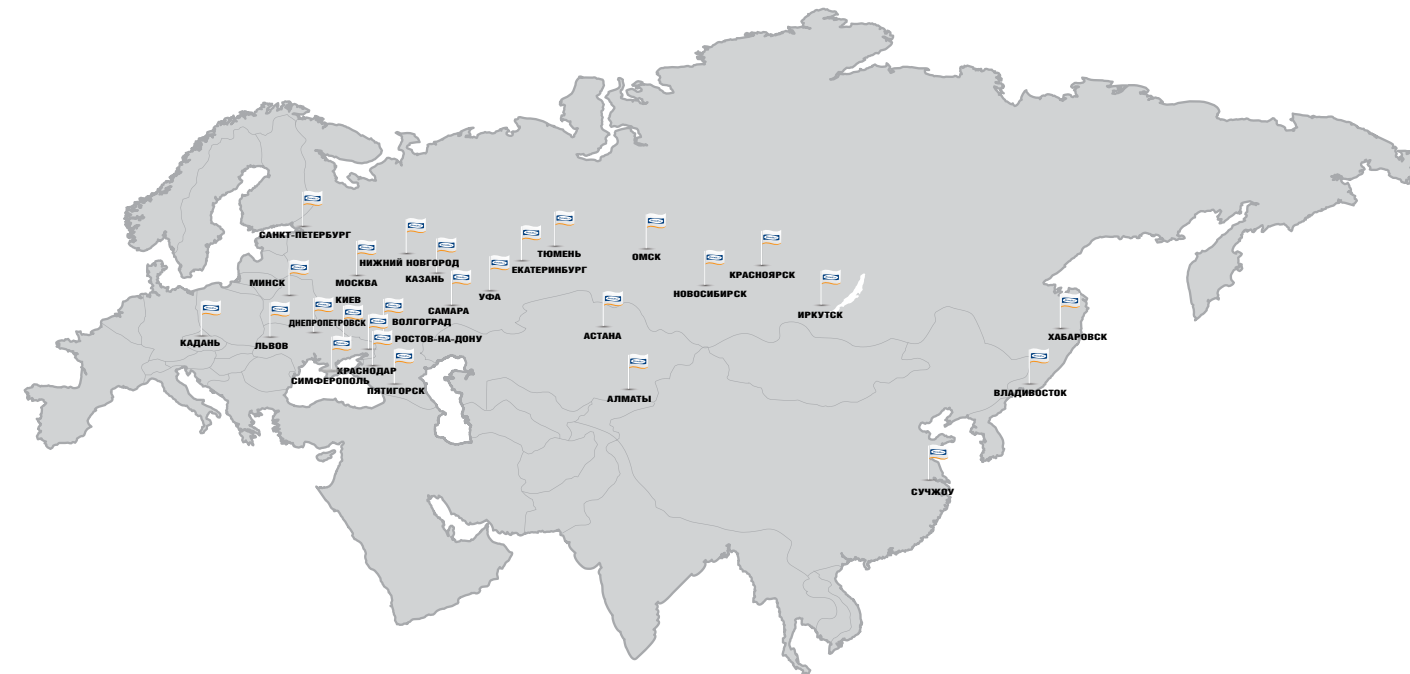 САНКТ-ПЕТЕРБУРГ
ТЮМЕНЬ
ОМСК
НИЖНИЙ НОВГОРОД
ЕКАТЕРИНБУРГ
КРАСНОЯРСК
МИНСК
МОСКВА
КАЗАНЬ
НОВОСИБИРСК
УФА
КИЕВ
САМАРА
ИРКУТСК
ДНЕПРОПЕТРОВСК
ВОЛГОГРАД
АСТАНА
ХАБАРОВСК
КАДАНЬ
ЛЬВОВ
РОСТОВ-НА-ДОНУ
КРАСНОДАР
СИМФЕРОПОЛЬ
ПЯТИГОРСК
АЛМАТЫ
ВЛАДИВОСТОК
СУЧЖОУ